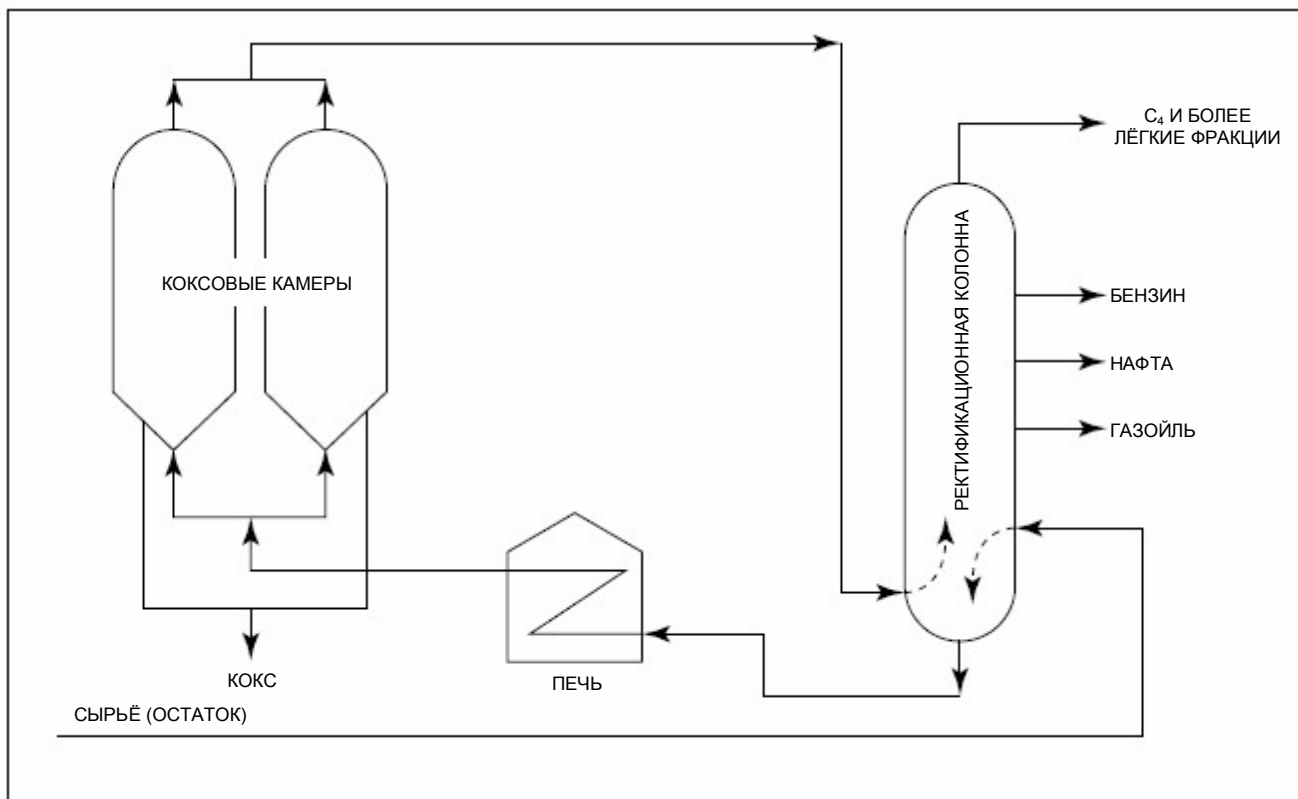 C₄ И БОЛЕЕ
ЛЁГКИЕ ФРАКЦИИ
РЕКТИФИКАЦИОННАЯ КОЛОННА
КОКСОВЫЕ КАМЕРЫ
БЕНЗИН
НАФТА
ГАЗОЙЛЬ
КОКС
ПЕЧЬ
СЫРЬЁ (ОСТАТОК)